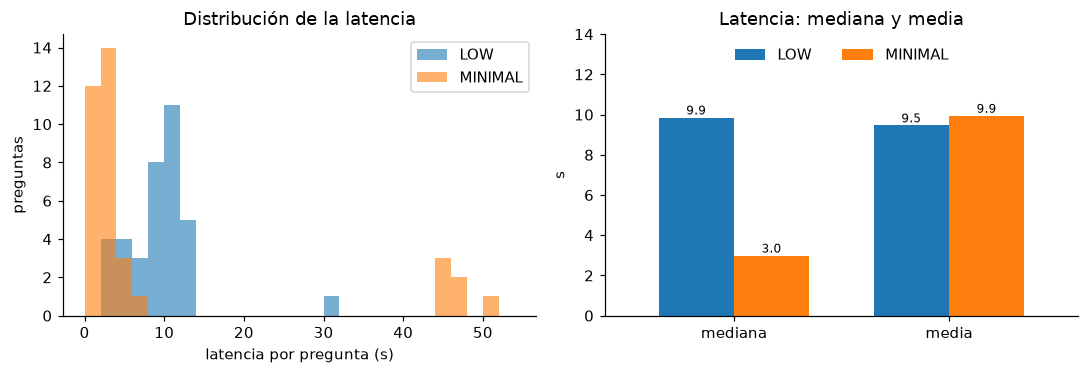 Distribución de la latencia
14
12
10
8
6
4
2
0
preguntas
LOW
MINIMAL
0 10 20 30 40 50
latencia por pregunta (s)
Latencia: mediana y media
14
12
10
8
6
4
2
0
s
LOW MINIMAL
9.9
3.0
9.5
9.9
mediana media